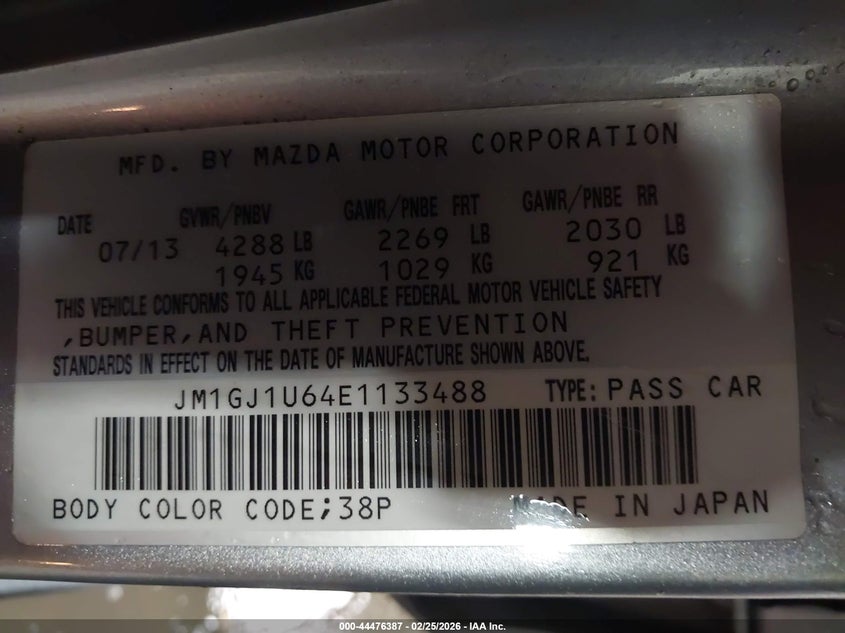 MFD. BY MAZDA MOTOR CORPORATION
DATE GVWR/PNBV GAWR/PNBE FRT GAWR/PNBE RR
07/13 4288 LB 2269 LB 2030 LB
1945 KG 1029 KG 921 KG
THIS VEHICLE CONFORMS TO ALL APPLICABLE FEDERAL MOTOR VEHICLE SAFETY
,BUMPER,AND THEFT PREVENTION
STANDARDS IN EFFECT ON THE DATE OF MANUFACTURE SHOWN ABOVE.
JM1GJ1U64E1133488 TYPE: PASS CAR
BODY COLOR CODE;38P MADE IN JAPAN
000-44476387 - 02/25/2026 - IAA Inc.